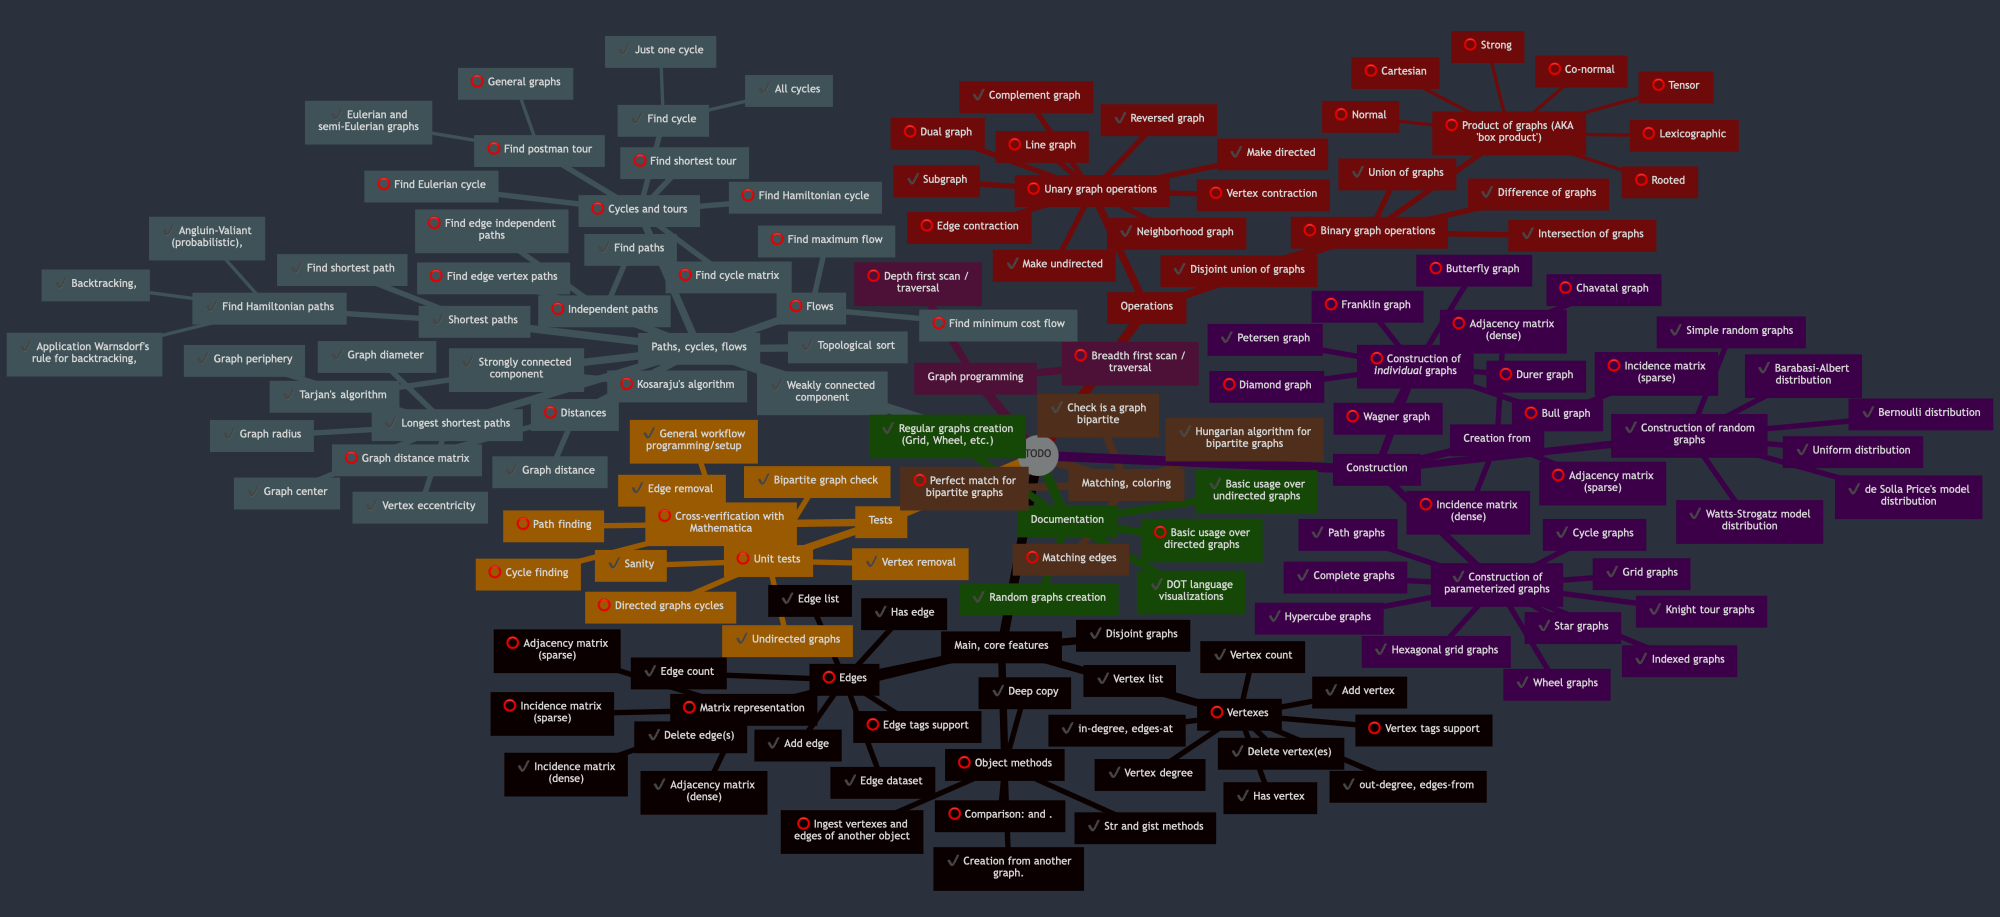 Just one cycle
General graphs
All cycles
Eulerian and
semi-Eulerian graphs
Find cycle
Find postman tour
Find shortest tour
Find Eulerian cycle
Find Hamiltonian cycle
Cycles and tours
Find edge independent
paths
Angluin-Valiant
(probabilistic),
Find paths
Find maximum flow
Find shortest path
Find edge vertex paths
Find cycle matrix
Backtracking,
Find Hamiltonian paths
Independent paths
Flows
Shortest paths
Find minimum cost flow
Application Warnsdorf's
rule for backtracking,
Graph periphery
Graph diameter
Paths, cycles, flows
Topological sort
Strongly connected
component
Kosaraju's algorithm
Weakly connected
component
Tarjan's algorithm
Distances
Longest shortest paths
Graph radius
Graph distance matrix
Graph distance
Graph center
Vertex eccentricity
Complement graph
Reversed graph
Dual graph
Line graph
Make directed
Subgraph
Unary graph operations
Vertex contraction
Edge contraction
Neighborhood graph
Make undirected
Disjoint union of graphs
Operations
Strong
Cartesian
Co-normal
Tensor
Normal
Product of graphs (AKA
'box product')
Lexicographic
Union of graphs
Rooted
Difference of graphs
Binary graph operations
Intersection of graphs
Depth first scan /
traversal
Breadth first scan /
traversal
Graph programming
Butterfly graph
Chavatal graph
Franklin graph
Adjacency matrix
(dense)
Simple random graphs
Petersen graph
Construction of
individual graphs
Durer graph
Incidence matrix
(sparse)
Barabasi-Albert
distribution
Diamond graph
Wagner graph
Bull graph
Bernoulli distribution
Creation from
Construction of random
graphs
Uniform distribution
Construction
Adjacency matrix
(sparse)
de Solla Price's model
distribution
Incidence matrix
(dense)
Watts-Strogatz model
distribution
Path graphs
Cycle graphs
Complete graphs
Construction of
parameterized graphs
Grid graphs
Hypercube graphs
Knight tour graphs
Star graphs
Hexagonal grid graphs
Indexed graphs
Wheel graphs
Check is a graph
bipartite
Hungarian algorithm for
bipartite graphs
Perfect match for
bipartite graphs
Matching, coloring
Matching edges
TODO
Regular graphs creation
(Grid, Wheel, etc.)
Basic usage over
undirected graphs
Documentation
Basic usage over
directed graphs
DOT language
visualizations
Random graphs creation
General workflow
programming/setup
Bipartite graph check
Edge removal
Path finding
Cross-verification with
Mathematica
Tests
Unit tests
Sanity
Vertex removal
Cycle finding
Directed graphs cycles
Undirected graphs
Edge list
Has edge
Main, core features
Disjoint graphs
Adjacency matrix
(sparse)
Edge count
Edges
Vertex list
Vertex count
Deep copy
Add vertex
Incidence matrix
(sparse)
Matrix representation
Edge tags support
in-degree, edges-at
Vertexes
Vertex tags support
Delete edge(s)
Add edge
Delete vertex(es)
Object methods
Incidence matrix
(dense)
Vertex degree
Adjacency matrix
(dense)
Edge dataset
out-degree, edges-from
Has vertex
Ingest vertexes and
edges of another object
Comparison: and .
Str and gist methods
Creation from another
graph.